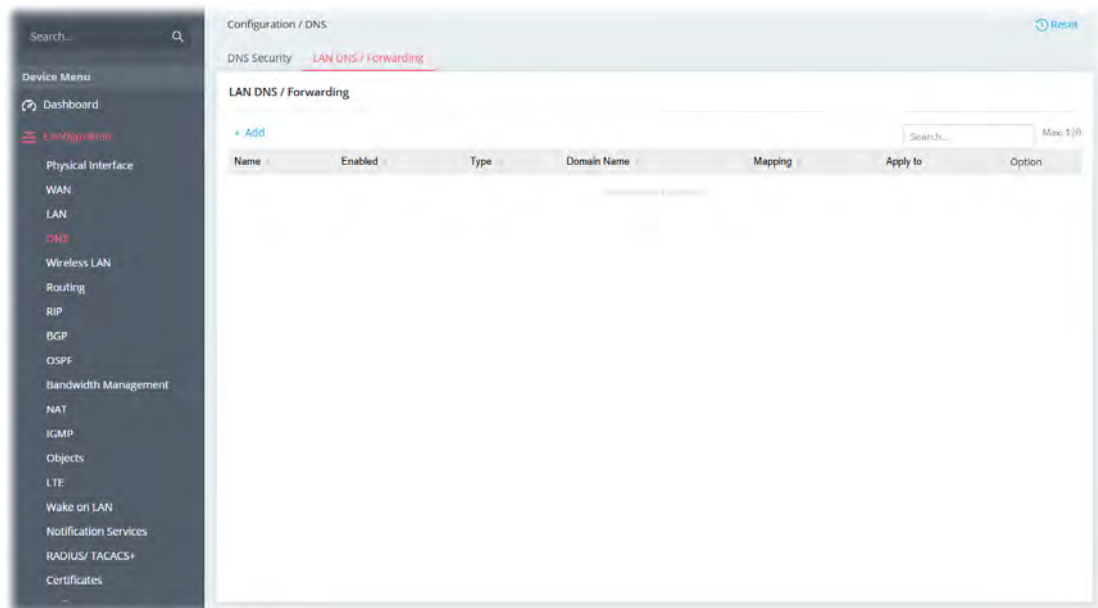 Search...
Device Menu
Dashboard
Configuration
Physical Interface
WAN
LAN
DNS
Wireless LAN
Routing
RIP
BGP
OSPF
Bandwidth Management
NAT
IGMP
Objects
LTE
Wake on LAN
Notification Services
RADIUS/ TACACS+
Certificates
Configuration / DNS
Reset
DNS Security
LAN DNS / Forwarding
LAN DNS / Forwarding
+ Add
Search...
Max: 120
Name Enabled Type Domain Name Mapping Apply to Option